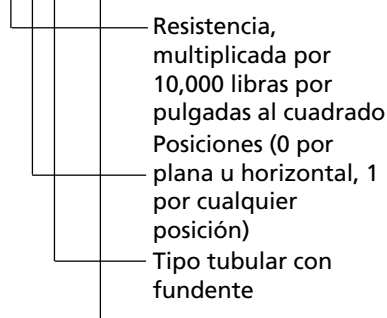 Resistencia,
multiplicada por
10,000 libras por
pulgadas al cuadrado
Posiciones (0 por
plana u horizontal, 1
por cualquier
posición)
Tipo tubular con
fundente